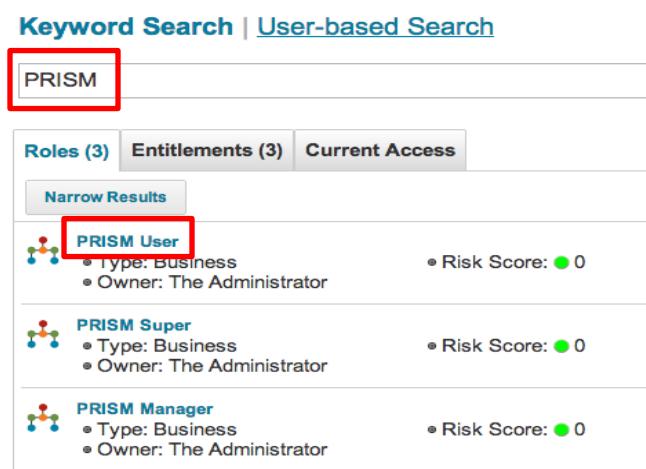 Keyword Search | User-based Search
PRISM
Roles (3) Entitlements (3) Current Access
Narrow Results
PRISM User
• Type: Business • Risk Score: 0
• Owner: The Administrator
PRISM Super
• Type: Business • Risk Score: 0
• Owner: The Administrator
PRISM Manager
• Type: Business • Risk Score: 0
• Owner: The Administrator